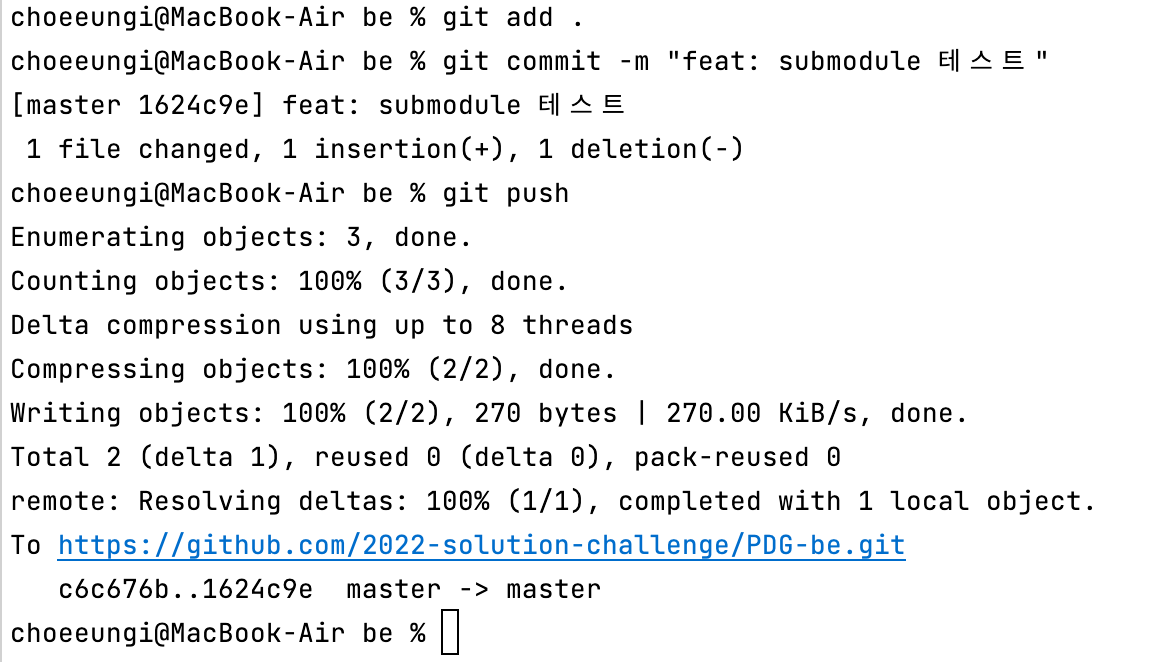 choeeungi@MacBook-Air be % git add .
choeeungi@MacBook-Air be % git commit -m "feat: submodule 테스트"
[master 1624c9e] feat: submodule 테스트
 1 file changed, 1 insertion(+), 1 deletion(-)
choeeungi@MacBook-Air be % git push
Enumerating objects: 3, done.
Counting objects: 100% (3/3), done.
Delta compression using up to 8 threads
Compressing objects: 100% (2/2), done.
Writing objects: 100% (2/2), 270 bytes | 270.00 KiB/s, done.
Total 2 (delta 1), reused 0 (delta 0), pack-reused 0
remote: Resolving deltas: 100% (1/1), completed with 1 local object.
To https://github.com/2022-solution-challenge/PDG-be.git
   c6c676b..1624c9e  master -> master
choeeungi@MacBook-Air be %